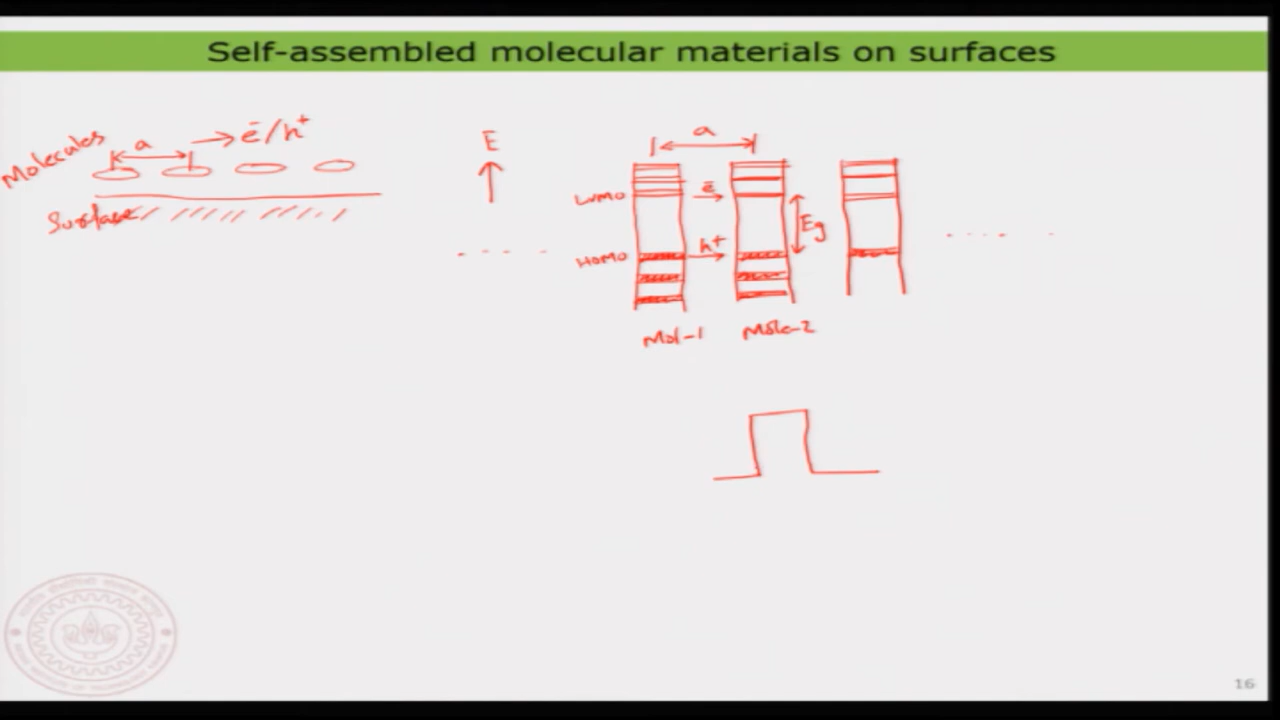 Self-assembled molecular materials on surfaces
Molecules
a
e⁻/h⁺
Surface
E
a
LUMO
e⁻
Eg
HOMO
h⁺
Mol-1
Mole-2
16